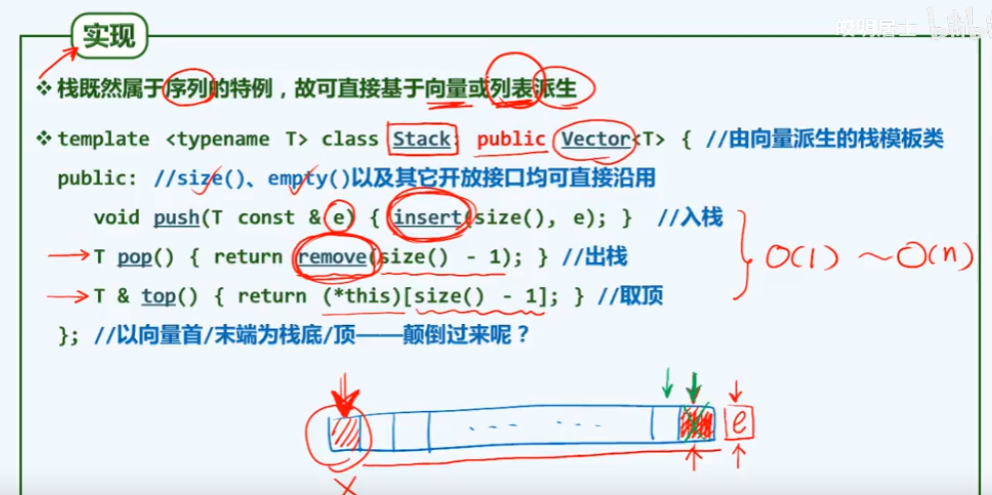 唤明居士 bilibili
实现
❖ 栈既然属于序列的特例，故可直接基于向量或列表派生
❖ template <typename T> class Stack: public Vector<T> { //由向量派生的栈模板类
public: //size()、empty()以及其它开放接口均可直接沿用
void push(T const & e) { insert(size(), e); } //入栈
T pop() { return remove(size() - 1); } //出栈
T & top() { return (*this)[size() - 1]; } //取顶
}; //以向量首/末端为栈底/顶——颠倒过来呢？
O(1) ~ O(n)
e
X